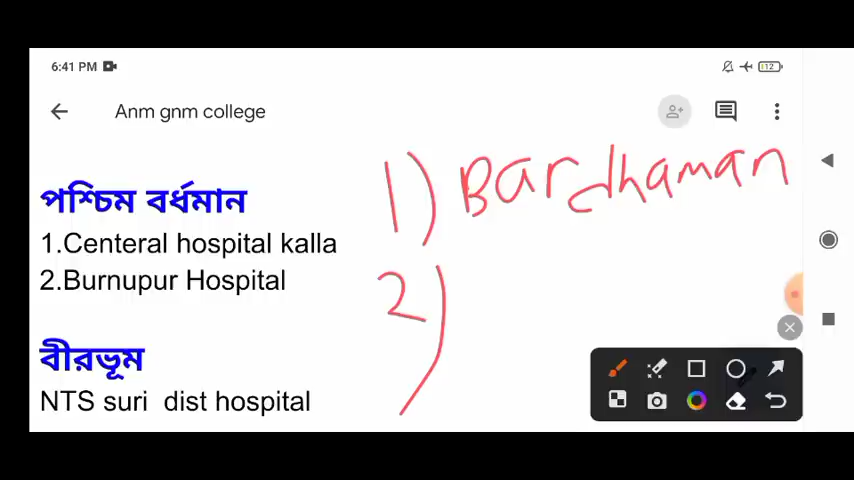 6:41 PM
12
Anm gnm college
পশ্চিম বর্ধমান
1.Centeral hospital kalla
2.Burnupur Hospital
1) Bardhaman
2)
বীরভূম
NTS suri dist hospital